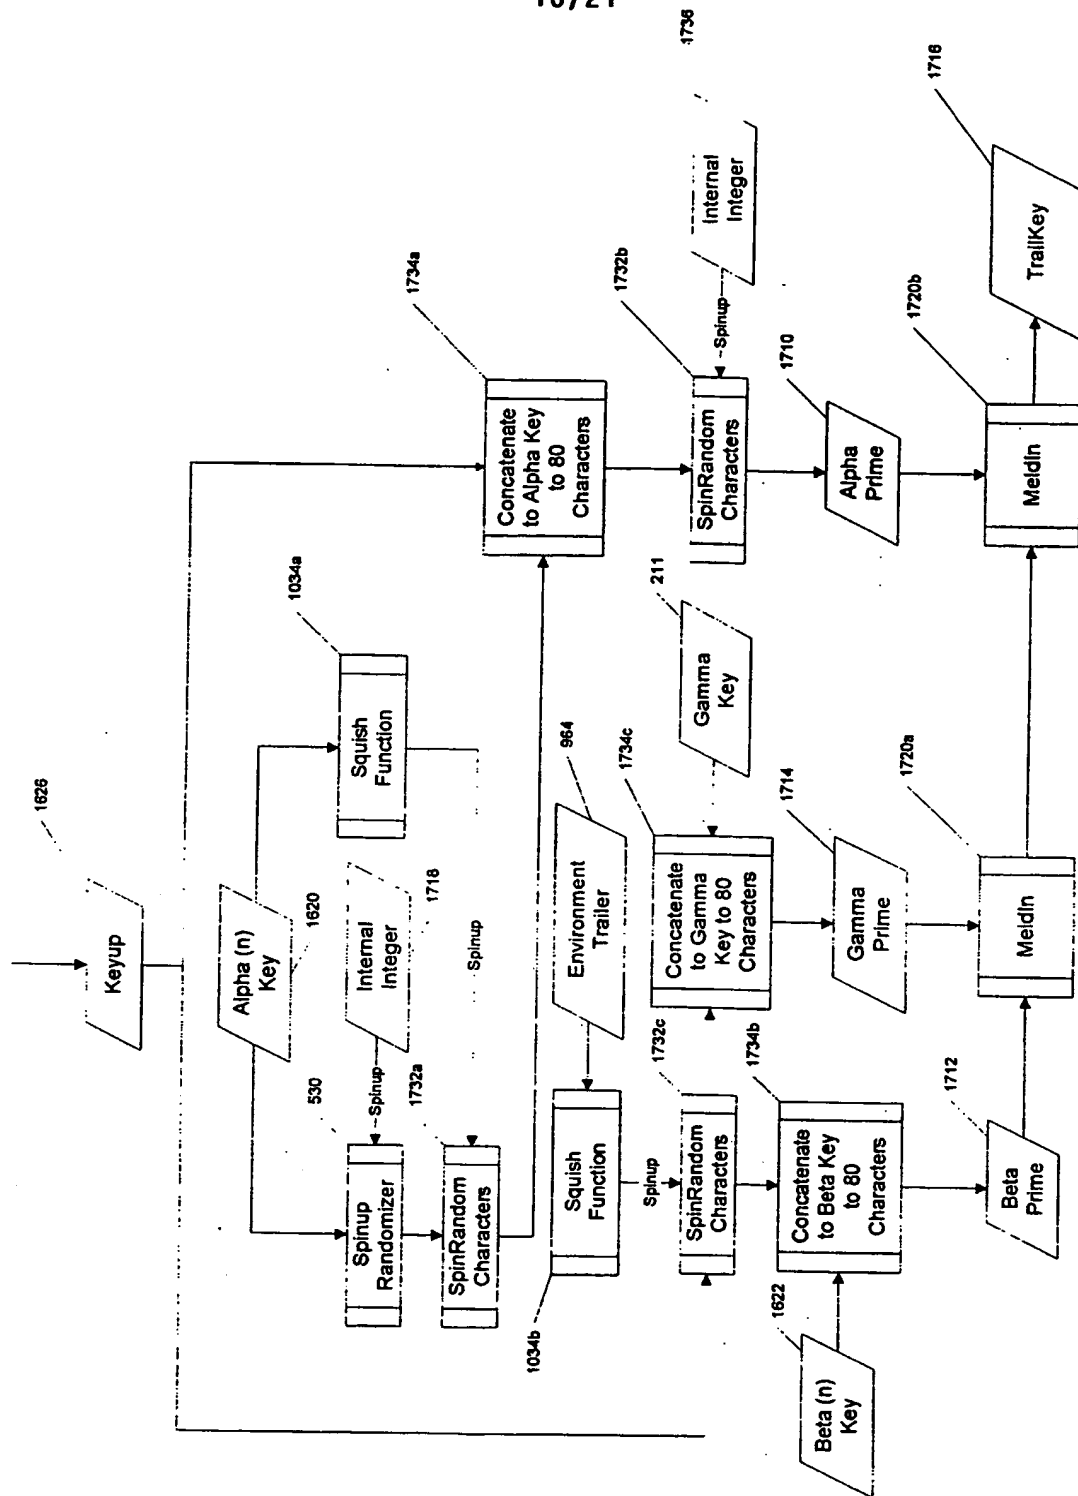 1626
Keyup
Alpha (n)
Key
1620
1034a
Squish
Function
530
Spinup
Internal
Integer
1718
Spinup
Randomizer
1732a
Spinup
SpinRandom
Characters
1734a
Concatenate
to Alpha Key
to 80
Characters
1736
Internal
Integer
Spinup
1732b
SpinRandom
Characters
1710
Alpha
Prime
964
Environment
Trailer
1034b
Squish
Function
Spinup
1732c
SpinRandom
Characters
211
Gamma
Key
1734c
Concatenate
to Gamma
Key to 80
Characters
1714
Gamma
Prime
1622
Beta (n)
Key
1734b
Concatenate
to Beta Key
to 80
Characters
1712
Beta
Prime
1720a
MeldIn
1720b
MeldIn
1716
TrailKey